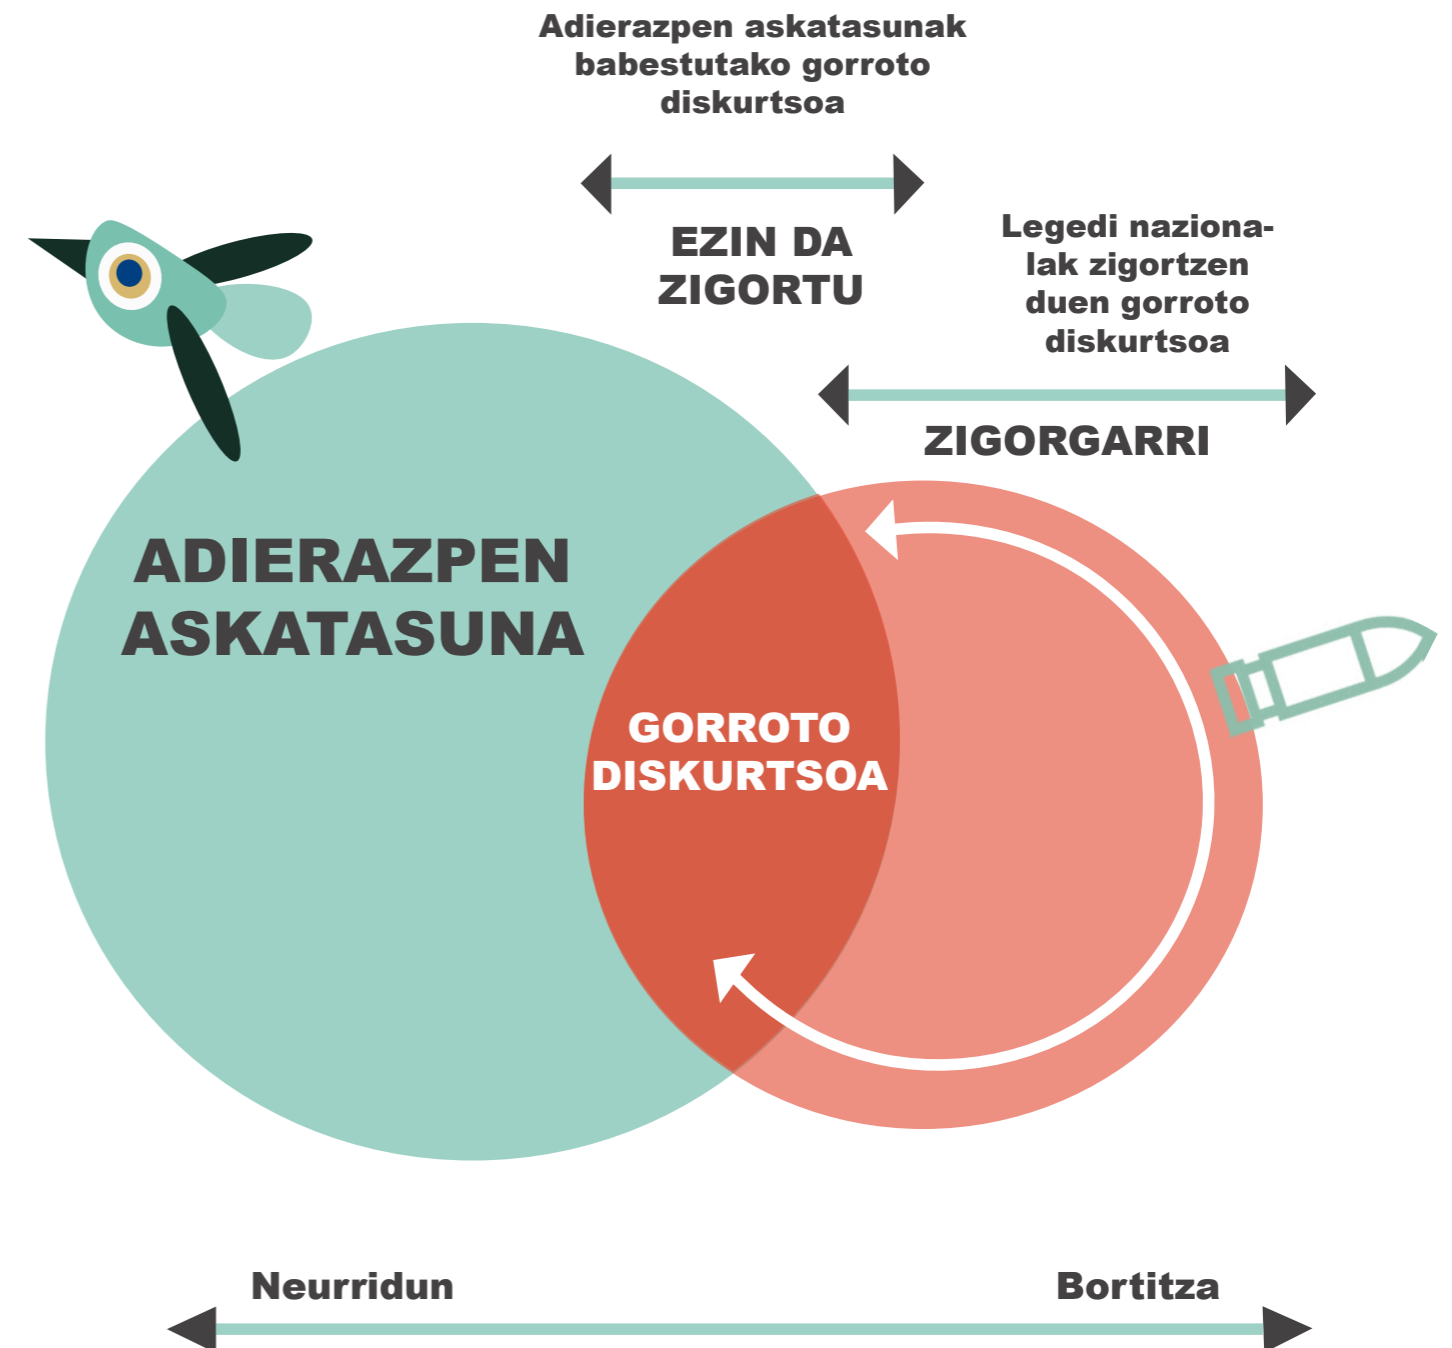 Adierazpen askatasunak
babestutako gorroto
diskurtsoa
EZIN DA
ZIGORTU
Legedi naziona-
lak zigortzen
duen gorroto
diskurtsoa
ZIGORGARRI
ADIERAZPEN
ASKATASUNA
GORROTO
DISKURTSOA
Neurridun
Bortitza